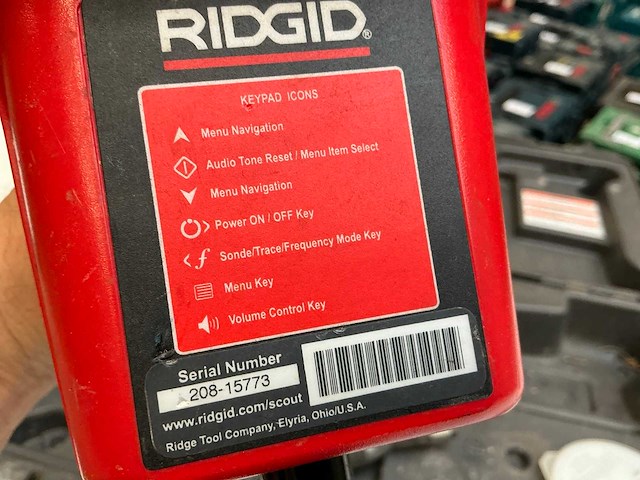 RIDGID®
KEYPAD ICONS
Menu Navigation
Audio Tone Reset / Menu Item Select
Menu Navigation
Power ON / OFF Key
Sonde/Trace/Frequency Mode Key
Menu Key
Volume Control Key
Serial Number
208-15773
www.ridgid.com/scout
Ridge Tool Company, Elyria, Ohio/U.S.A.